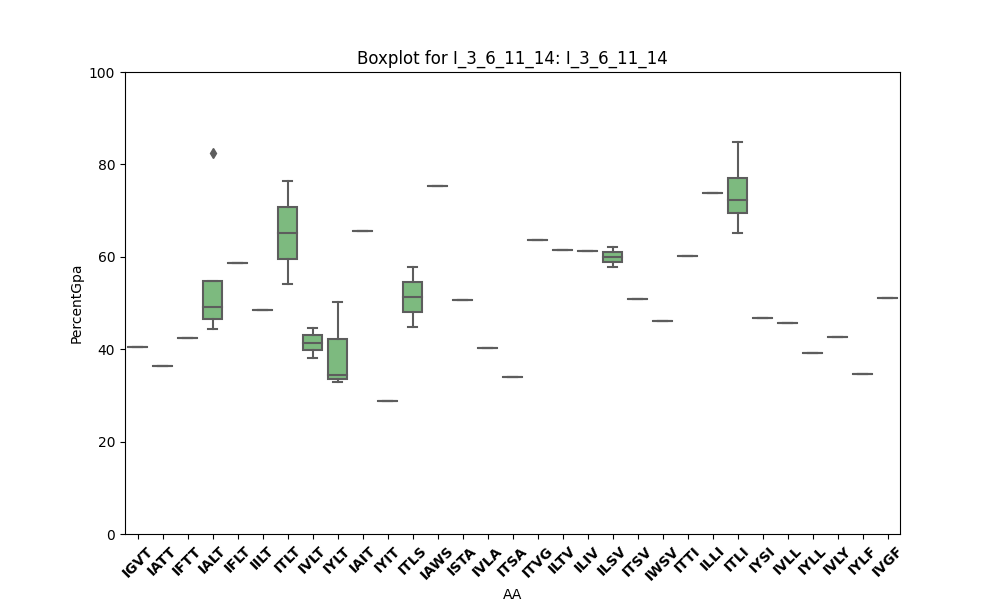 Boxplot for I_3_6_11_14: I_3_6_11_14
100
80
60
40
20
0
PercentGpa
IGVT
IATT
IFTT
IALT
IFLT
IILT
ITLT
IVLT
IYLT
IAIT
IYIT
ITLS
IAWS
ISTA
IVLA
ITSA
ITVG
ILTV
ILIV
ILSV
ITSV
IWSV
ITTI
ILLI
ITLI
IYSI
IVLL
IYLL
IVLY
IYLF
IVGF
AA